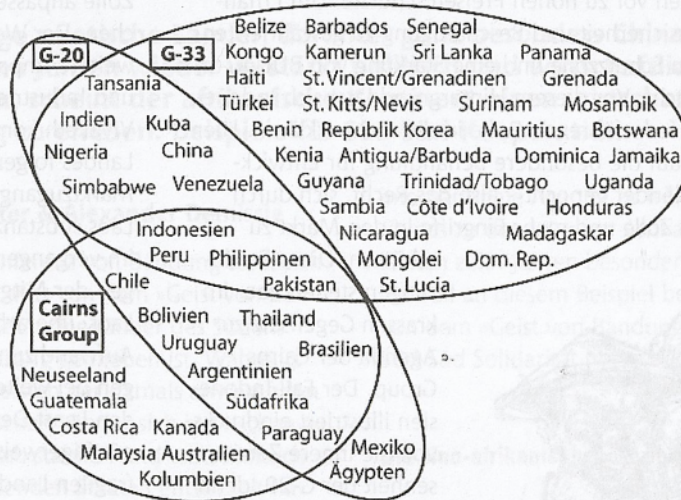 Belize Barbados Senegal
G-20 G-33 Kongo Kamerun Sri Lanka Panama
Tansania Haiti St.Vincent/Grenadinen Grenada
Türkei St.Kitts/Nevis Surinam Mosambik
Indien Kuba Benin Republik Korea Mauritius Botswana
Nigeria China Kenia Antigua/Barbuda Dominica Jamaika
Simbabwe Venezuela Guyana Trinidad/Tobago Uganda
Sambia Côte d'Ivoire Honduras
Indonesien Nicaragua Madagaskar
Peru Philippinen Mongolei Dom. Rep.
Chile Pakistan St.Lucia
Cairns
Group
Bolivien Thailand
Uruguay Brasilien
Argentinien
Neuseeland
Guatemala Südafrika
Costa Rica Kanada Paraguay Mexiko
Malaysia Australien Ägypten
Kolumbien